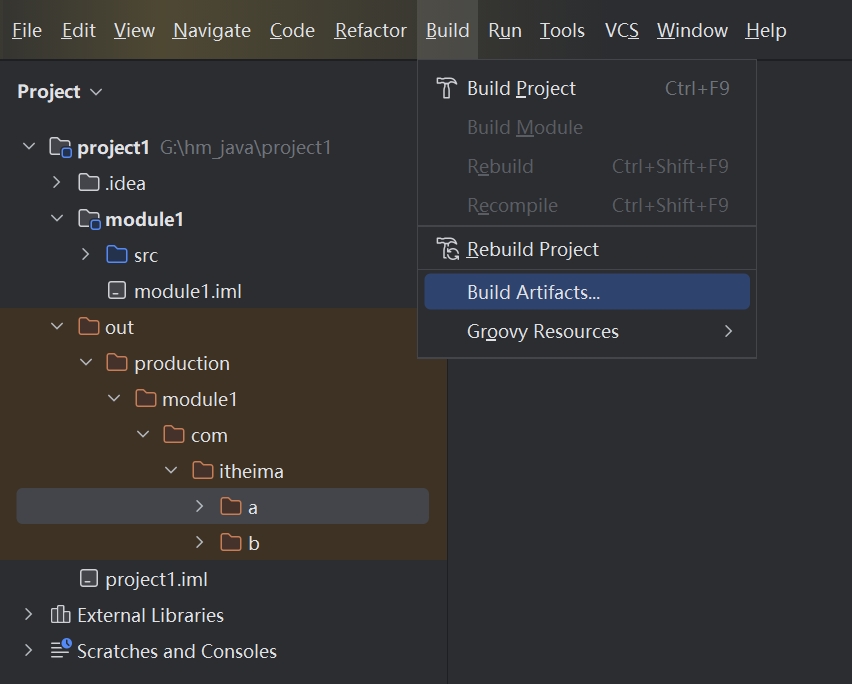 File Edit View Navigate Code Refactor Build Run Tools VCS Window Help
Project
project1 G:\hm_java\project1
.idea
module1
src
module1.iml
out
production
module1
com
itheima
a
b
project1.iml
External Libraries
Scratches and Consoles
Build Project Ctrl+F9
Build Module
Rebuild Ctrl+Shift+F9
Recompile Ctrl+Shift+F9
Rebuild Project
Build Artifacts...
Groovy Resources